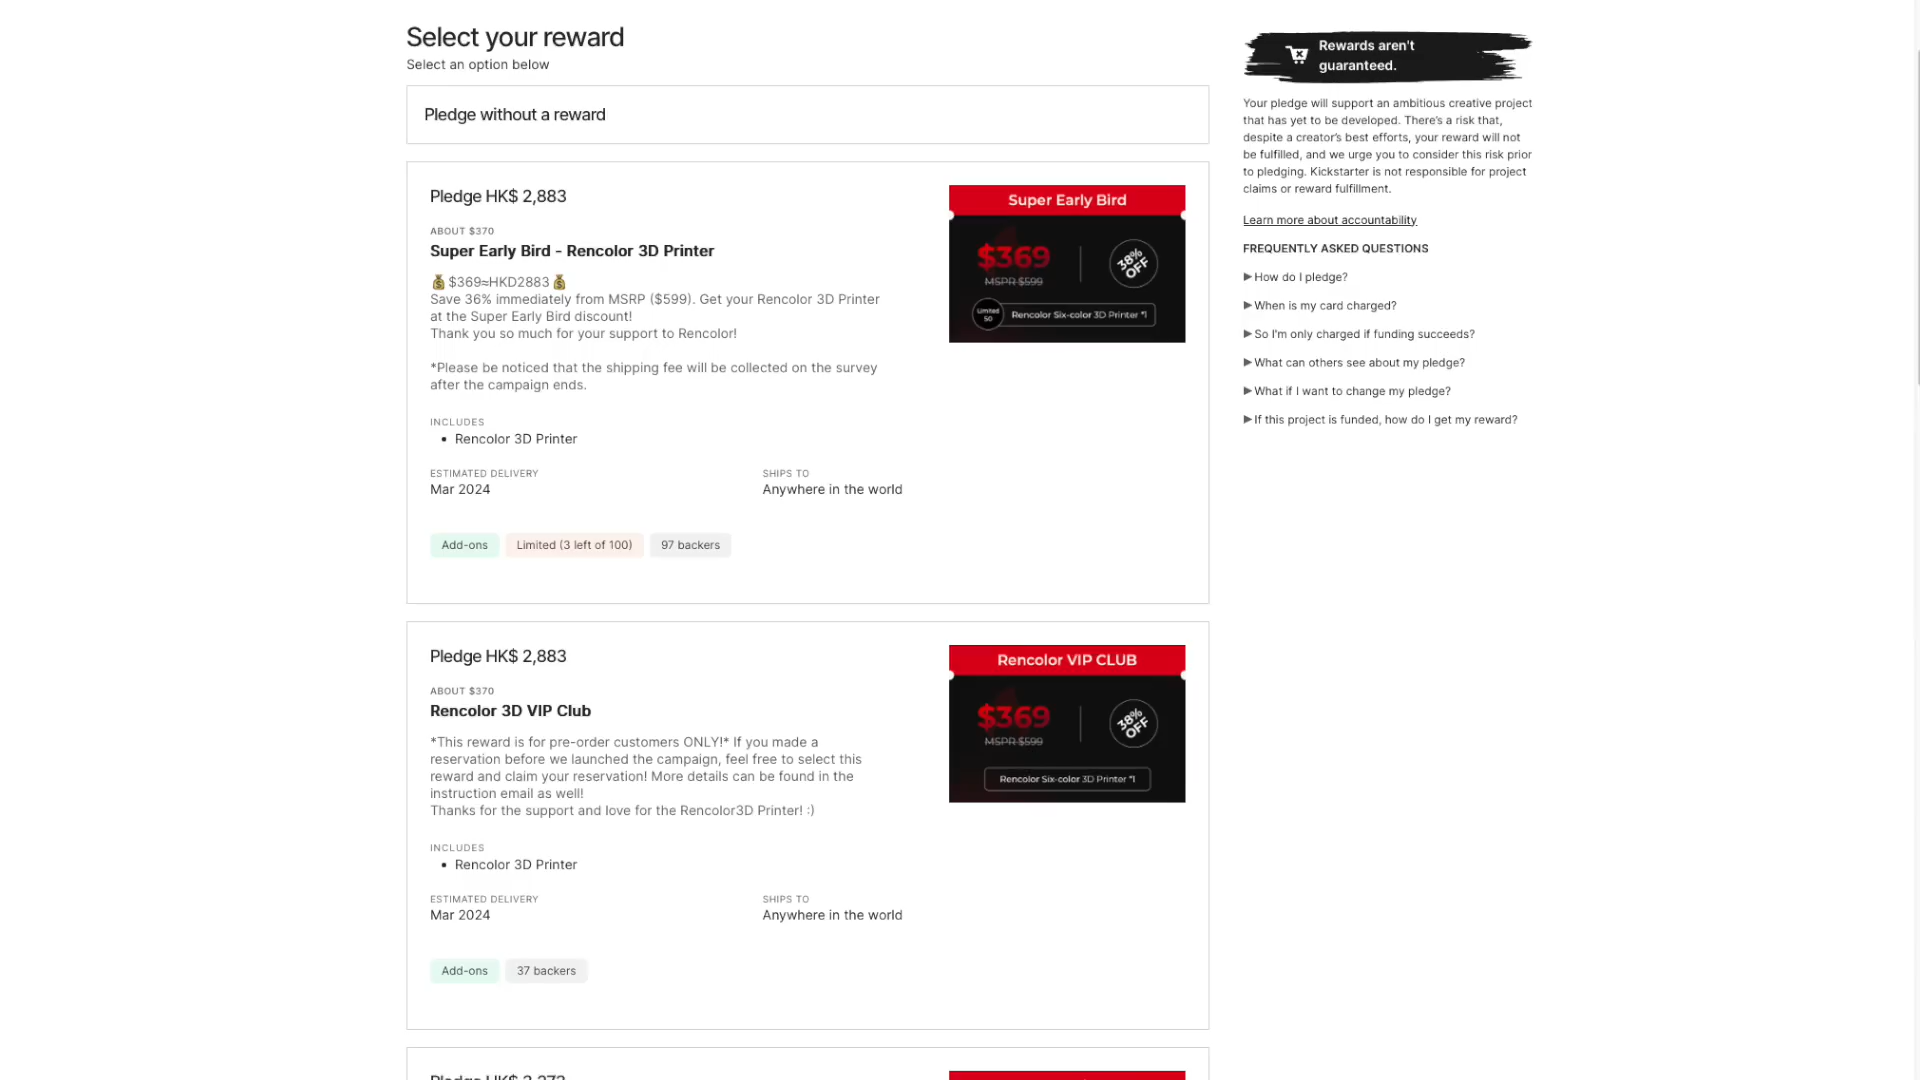 Select your reward
Select an option below
Pledge without a reward
Pledge HK$ 2,883
ABOUT $370
Super Early Bird - Rencolor 3D Printer
💰$369≈HKD2883💰
Save 36% immediately from MSRP ($599). Get your Rencolor 3D Printer
at the Super Early Bird discount!
Thank you so much for your support to Rencolor!
*Please be noticed that the shipping fee will be collected on the survey
after the campaign ends.
INCLUDES
• Rencolor 3D Printer
ESTIMATED DELIVERY
Mar 2024
SHIPS TO
Anywhere in the world
Add-ons
Limited (3 left of 100)
97 backers
Super Early Bird
$369
MSPR $599
38%
OFF
Limited
50
Rencolor Six-color 3D Printer *1
Pledge HK$ 2,883
ABOUT $370
Rencolor 3D VIP Club
*This reward is for pre-order customers ONLY!* If you made a
reservation before we launched the campaign, feel free to select this
reward and claim your reservation! More details can be found in the
instruction email as well!
Thanks for the support and love for the Rencolor3D Printer! :)
INCLUDES
• Rencolor 3D Printer
ESTIMATED DELIVERY
Mar 2024
SHIPS TO
Anywhere in the world
Add-ons
37 backers
Rencolor VIP CLUB
$369
MSPR $599
38%
OFF
Rencolor Six-color 3D Printer *1
Rewards aren't
guaranteed.
Your pledge will support an ambitious creative project
that has yet to be developed. There's a risk that,
despite a creator's best efforts, your reward will not
be fulfilled, and we urge you to consider this risk prior
to pledging. Kickstarter is not responsible for project
claims or reward fulfillment.
Learn more about accountability
FREQUENTLY ASKED QUESTIONS
▶How do I pledge?
▶When is my card charged?
▶So I'm only charged if funding succeeds?
▶What can others see about my pledge?
▶What if I want to change my pledge?
▶If this project is funded, how do I get my reward?